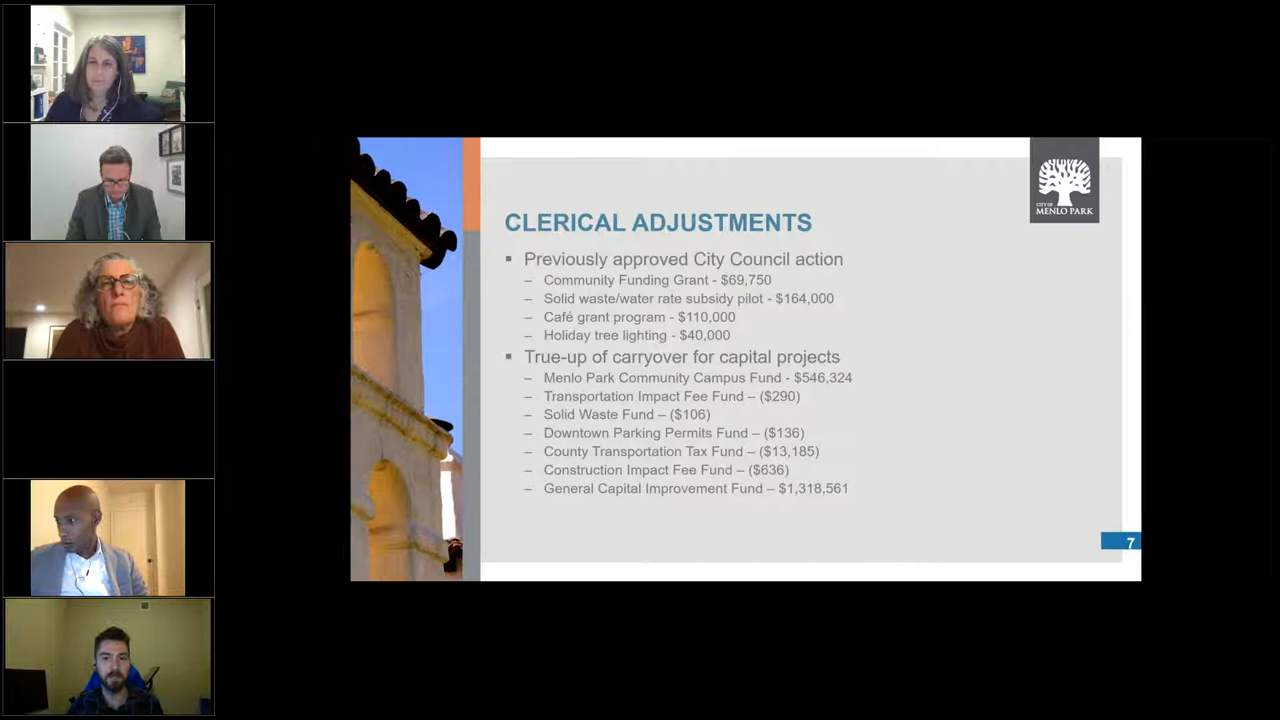 CITY OF
MENLO PARK
CLERICAL ADJUSTMENTS
▪ Previously approved City Council action
– Community Funding Grant - $69,750
– Solid waste/water rate subsidy pilot - $164,000
– Café grant program - $110,000
– Holiday tree lighting - $40,000
▪ True-up of carryover for capital projects
– Menlo Park Community Campus Fund - $546,324
– Transportation Impact Fee Fund – ($290)
– Solid Waste Fund – ($106)
– Downtown Parking Permits Fund – ($136)
– County Transportation Tax Fund – ($13,185)
– Construction Impact Fee Fund – ($636)
– General Capital Improvement Fund – $1,318,561
7